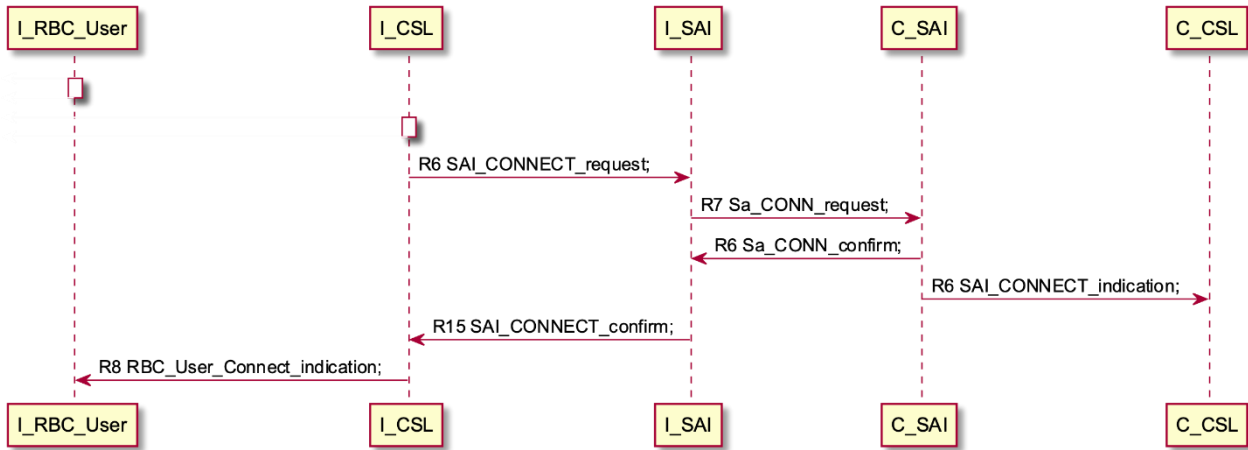 I_RBC_User I_CSL I_SAI C_SAI C_CSL
R6 SAI_CONNECT_request;
R7 Sa_CONN_request;
R6 Sa_CONN_confirm;
R6 SAI_CONNECT_indication;
R15 SAI_CONNECT_confirm;
R8 RBC_User_Connect_indication;
I_RBC_User I_CSL I_SAI C_SAI C_CSL